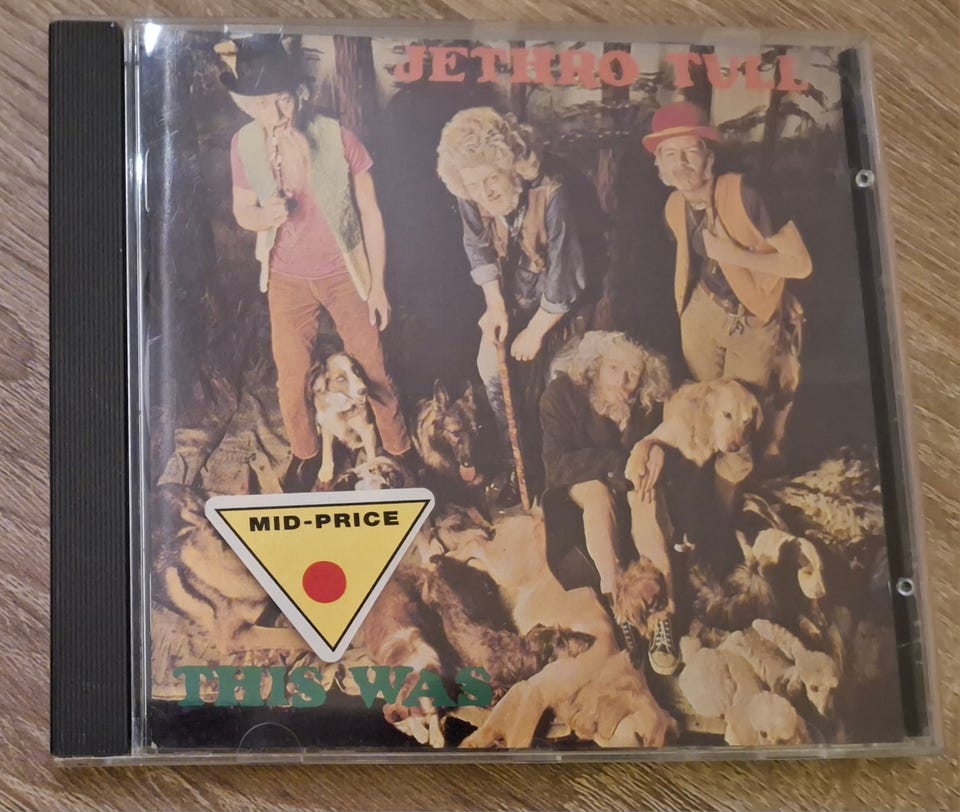 JETHRO TULL
MID-PRICE
THIS WAS